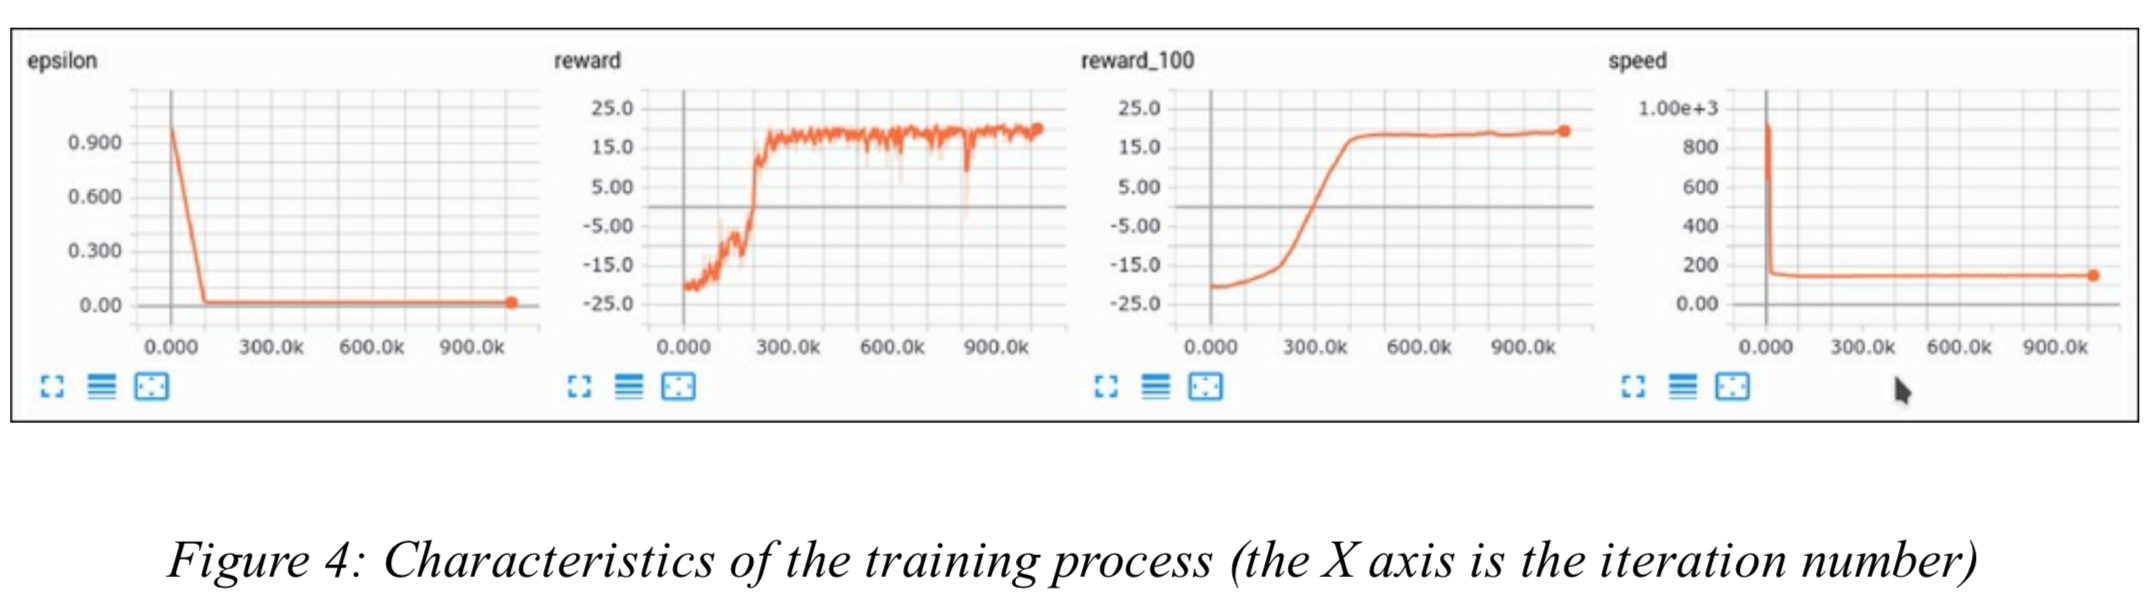 epsilon
0.900
0.600
0.300
0.00
0.000 300.0k 600.0k 900.0k
reward
25.0
15.0
5.00
-5.00
-15.0
-25.0
0.000 300.0k 600.0k 900.0k
reward_100
25.0
15.0
5.00
-5.00
-15.0
-25.0
0.000 300.0k 600.0k 900.0k
speed
1.00e+3
800
600
400
200
0.00
0.000 300.0k 600.0k 900.0k
Figure 4: Characteristics of the training process (the X axis is the iteration number)